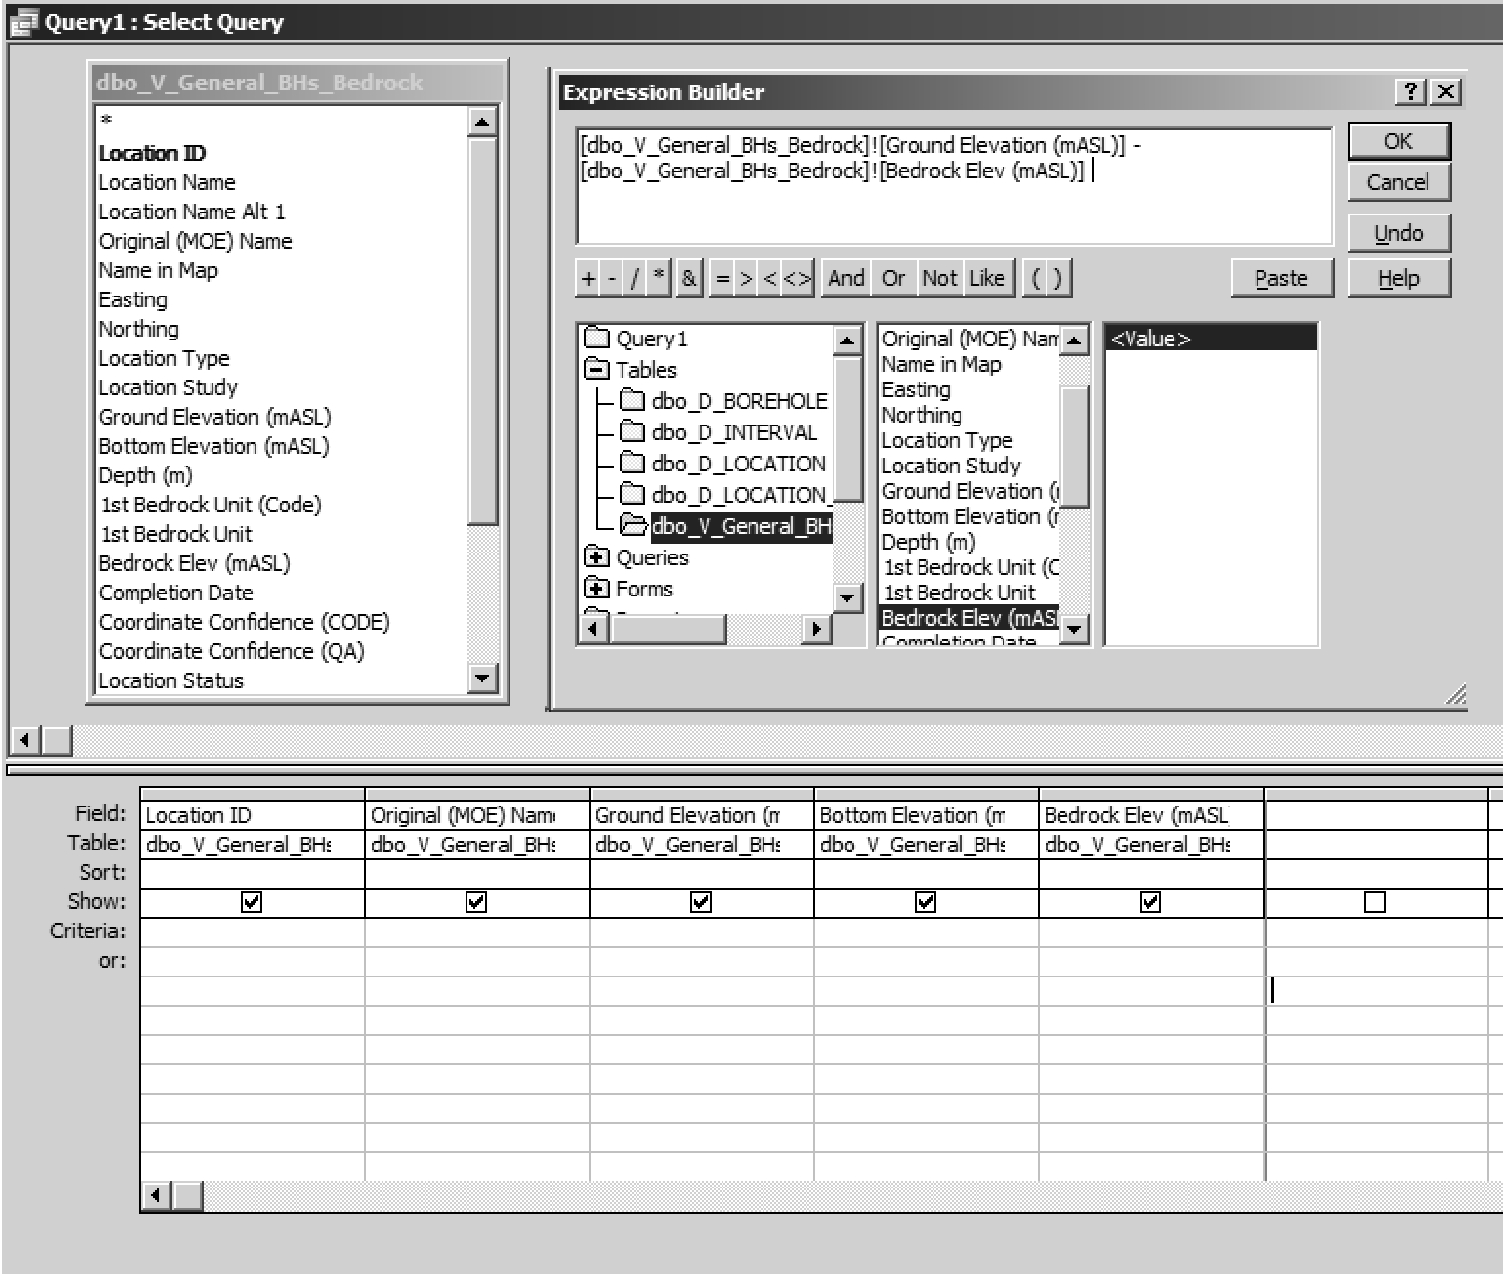 Query1 : Select Query
dbo_V_General_BHs_Bedrock
*
Location ID
Location Name
Location Name Alt 1
Original (MOE) Name
Name in Map
Easting
Northing
Location Type
Location Study
Ground Elevation (mASL)
Bottom Elevation (mASL)
Depth (m)
1st Bedrock Unit (Code)
1st Bedrock Unit
Bedrock Elev (mASL)
Completion Date
Coordinate Confidence (CODE)
Coordinate Confidence (QA)
Location Status
Expression Builder
? X
[dbo_V_General_BHs_Bedrock]![Ground Elevation (mASL)] -
[dbo_V_General_BHs_Bedrock]![Bedrock Elev (mASL)]
OK
Cancel
Undo
+ - / * & = > < <> And Or Not Like ( )
Paste
Help
Query1
Tables
dbo_D_BOREHOLE
dbo_D_INTERVAL
dbo_D_LOCATION
dbo_D_LOCATION_
dbo_V_General_BH
Queries
Forms
Original (MOE) Nam
Name in Map
Easting
Northing
Location Type
Location Study
Ground Elevation (
Bottom Elevation (
Depth (m)
1st Bedrock Unit (C
1st Bedrock Unit
Bedrock Elev (mAS
Completion Date
<Value>
Field: Location ID Original (MOE) Nam Ground Elevation (m Bottom Elevation (m Bedrock Elev (mASL
Table: dbo_V_General_BHs dbo_V_General_BHs dbo_V_General_BHs dbo_V_General_BHs dbo_V_General_BHs
Sort:
Show:
Criteria:
or: